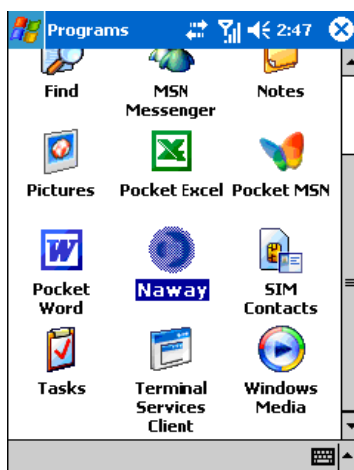 Programs 2:47
Find MSN Notes
Messenger
Pictures Pocket Excel Pocket MSN
Pocket Naway SIM
Word Contacts
Tasks Terminal Windows
Services Media
Client